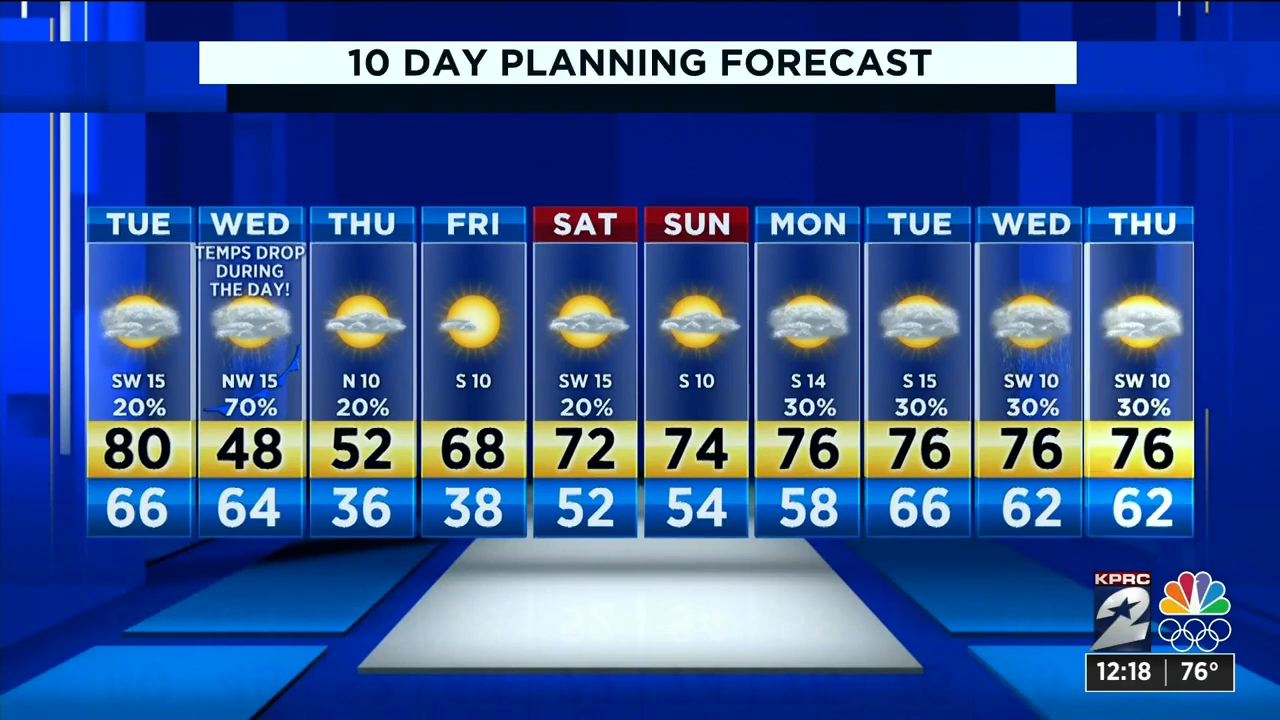 10 DAY PLANNING FORECAST
TUE WED THU FRI SAT SUN MON TUE WED THU
TEMPS DROP
DURING
THE DAY!
SW 15 NW 15 N 10 S 10 SW 15 S 10 S 14 S 15 SW 10 SW 10
20% 70% 20% 20% 30% 30% 30% 30%
80 48 52 68 72 74 76 76 76 76
66 64 36 38 52 54 58 66 62 62
KPRC
2
12:18 76°